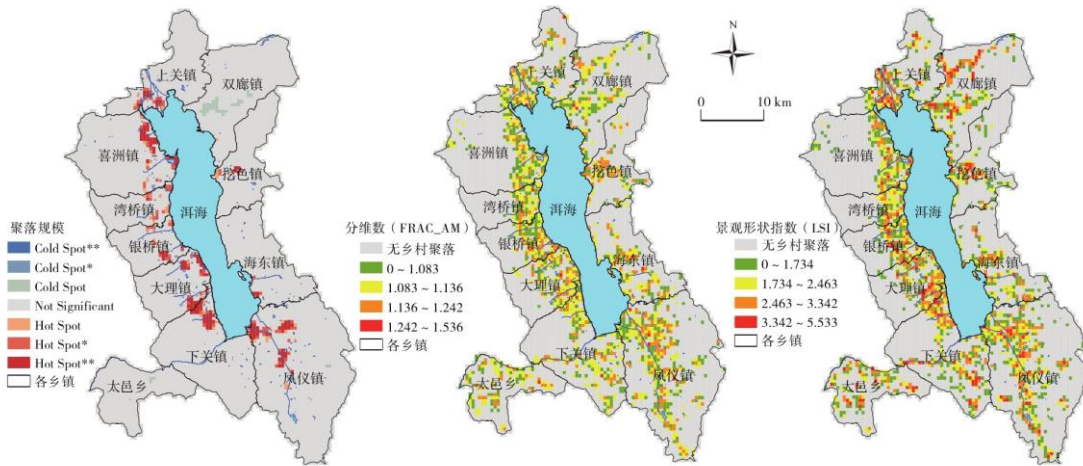 上关镇
双廊镇
喜洲镇
挖色镇
湾桥镇
洱海
银桥镇
海东镇
大理镇
下关镇
太邑乡
凤仪镇
聚落规模
Cold Spot**
Cold Spot*
Cold Spot
Not Significant
Hot Spot
Hot Spot*
Hot Spot**
各乡镇
上关镇
双廊镇
喜洲镇
挖色镇
湾桥镇
洱海
银桥镇
海东镇
大理镇
下关镇
太邑乡
凤仪镇
分维数（FRAC_AM）
无乡村聚落
0 ~ 1.083
1.083 ~ 1.136
1.136 ~ 1.242
1.242 ~ 1.536
各乡镇
N
0 10 km
上关镇
双廊镇
喜洲镇
挖色镇
湾桥镇
洱海
银桥镇
海东镇
大理镇
下关镇
太邑乡
凤仪镇
景观形状指数（LSI）
无乡村聚落
0 ~ 1.734
1.734 ~ 2.463
2.463 ~ 3.342
3.342 ~ 5.533
各乡镇